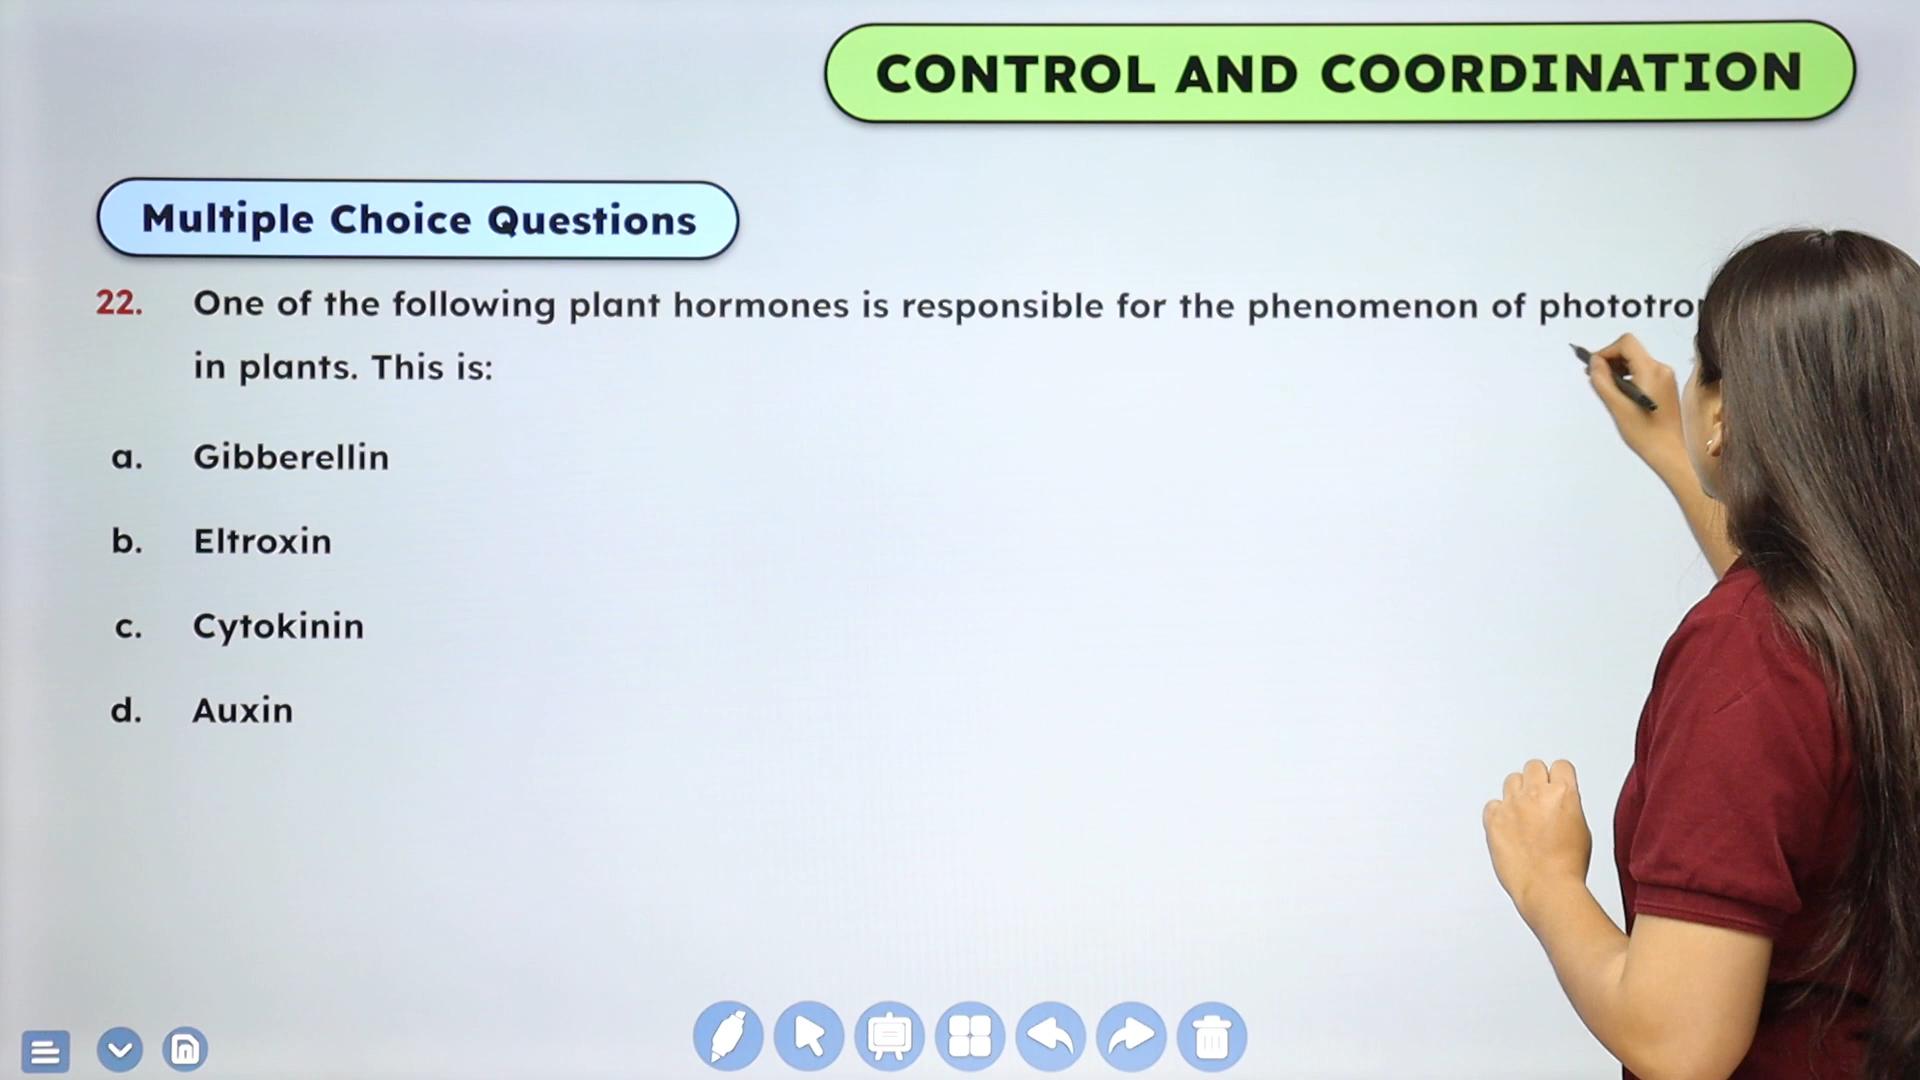 CONTROL AND COORDINATION
Multiple Choice Questions
22. One of the following plant hormones is responsible for the phenomenon of
in plants. This is:
a. Gibberellin
b. Eltroxin
c. Cytokinin
d. Auxin